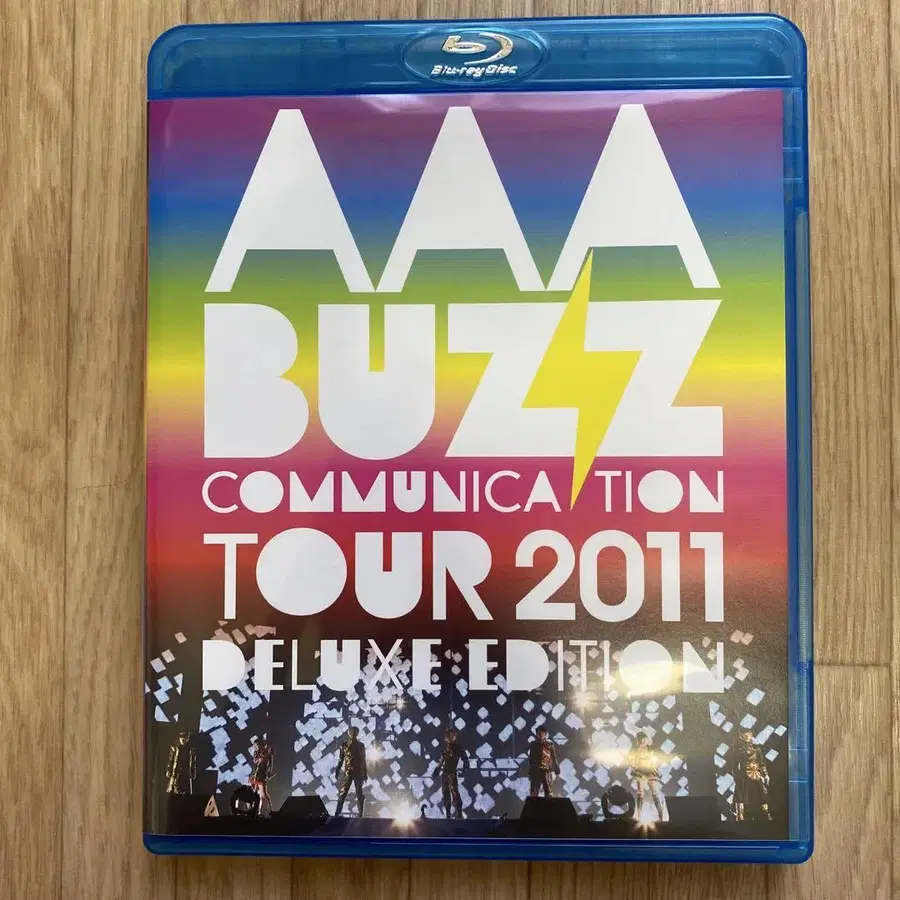 Blu-ray Disc
AAA
BUZZ
COMMUNICATION
TOUR 2011
DELUXE EDITION